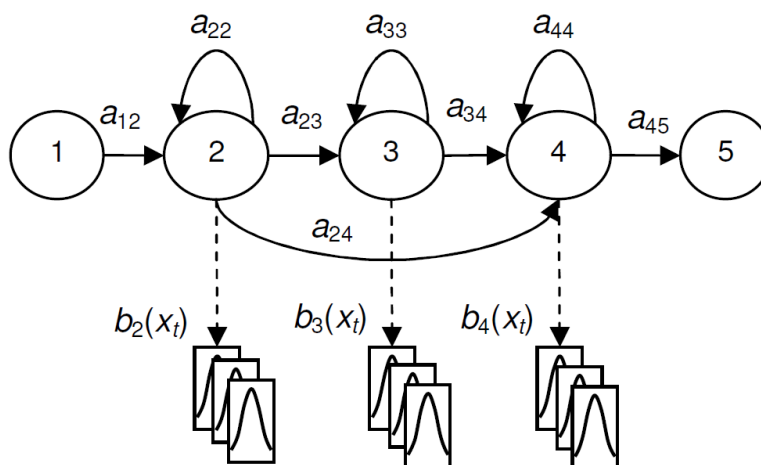 a₂₂ a₃₃ a₄₄
a₁₂ a₂₃ a₃₄ a₄₅
1 2 3 4 5
a₂₄
b₂(xₜ) b₃(xₜ) b₄(xₜ)